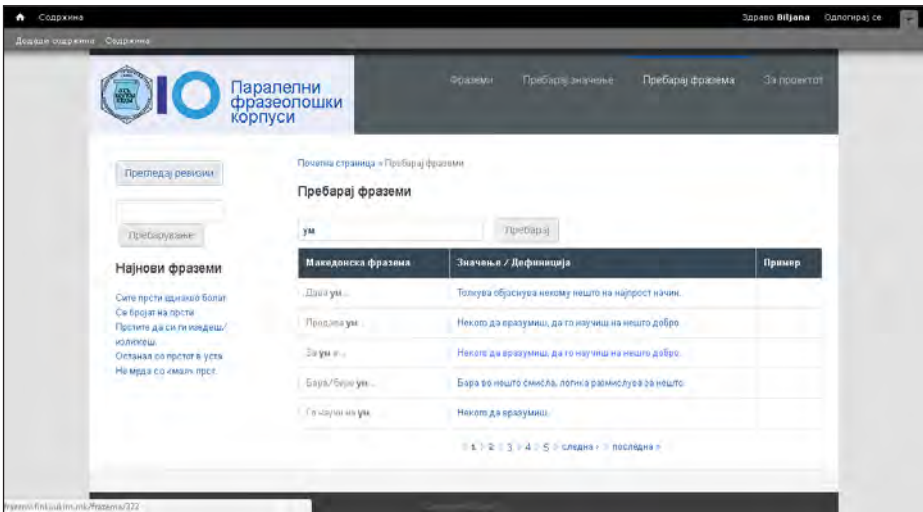 Содржина Здраво Biljana Одлогирај се
Додади содржина Содржина
Паралелни
фразеолошки
корпуси
Фраземи Пребарај значење Пребарај фразема За проектот
Прегледај ревизии
Почетна страница » Пребарај фраземи
Пребарај фраземи
ум Пребарај
Пребарување
Најнови фраземи
Сите прсти еднакво болат
Се бројат на прсти
Прстите да си ги изедеш/
излижеш
Останал со прстот в уста
Не мрда со «мал» прст.
Македонска фразема Значење / Дефиниција Пример
Дава ум... Толкува објаснува некому нешто на најпрост начин.
Продава ум... Некого да вразумиш, да го научиш на нешто добро.
За ум е... Некого да вразумиш, да го научиш на нешто добро.
Бара/бере ум... Бара во нешто смисла, логика размислува за нешто.
Го научи на ум. Некого да вразумиш.
1 2 3 4 5 следна › последна »